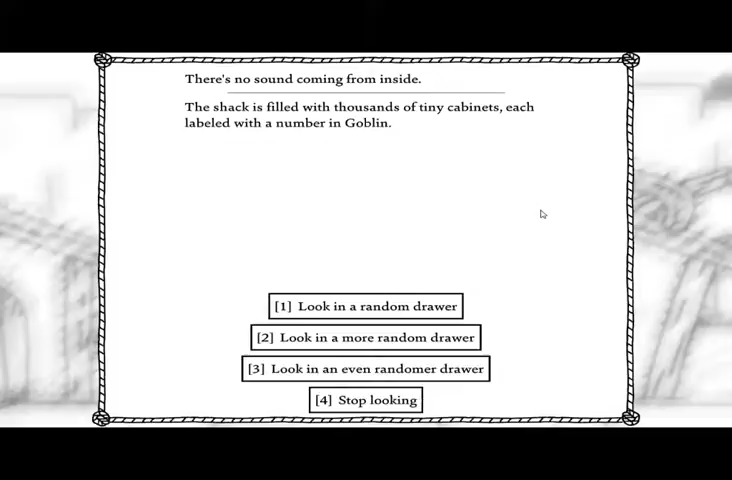 There's no sound coming from inside.
The shack is filled with thousands of tiny cabinets, each
labeled with a number in Goblin.
[1] Look in a random drawer
[2] Look in a more random drawer
[3] Look in an even randomer drawer
[4] Stop looking